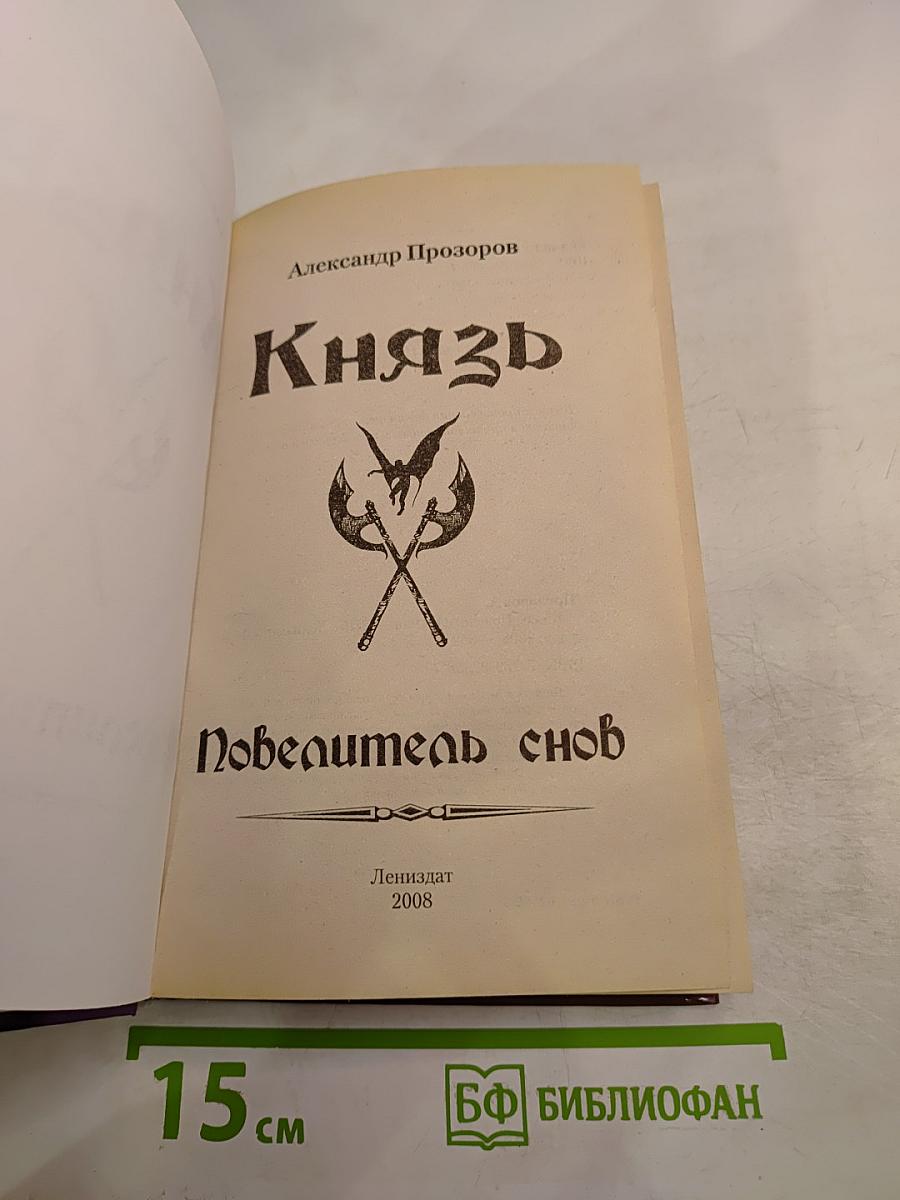 Александр Прозоров
Князь
Повелитель снов
Лениздат
2008
15 см
БФ БИБЛИОФАН